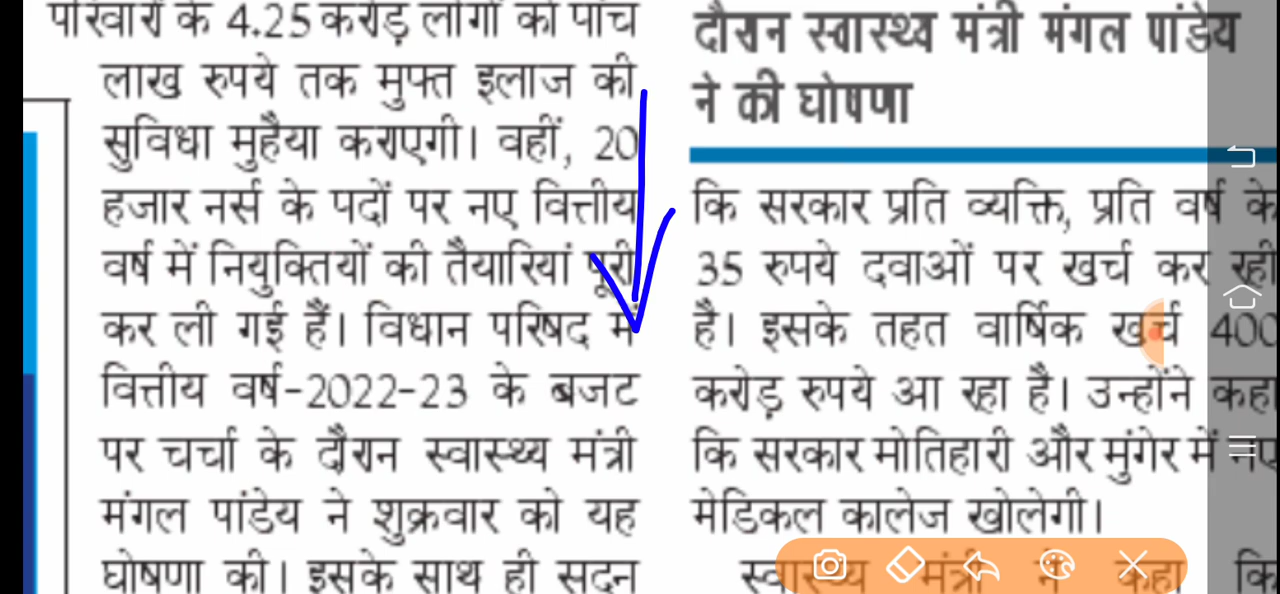 परिवारों के 4.25 करोड़ लोगों को पांच
लाख रुपये तक मुफ्त इलाज की
सुविधा मुहैया कराएगी। वहीं, 20
हजार नर्स के पदों पर नए वित्तीय
वर्ष में नियुक्तियों की तैयारियां पूरी
कर ली गई हैं। विधान परिषद में
वित्तीय वर्ष-2022-23 के बजट
पर चर्चा के दौरान स्वास्थ्य मंत्री
मंगल पांडेय ने शुक्रवार को यह
घोषणा की। इसके साथ ही सदन
दौरान स्वास्थ्य मंत्री मंगल पांडेय
ने की घोषणा
कि सरकार प्रति व्यक्ति, प्रति वर्ष के
35 रुपये दवाओं पर खर्च कर रही
है। इसके तहत वार्षिक खर्च 400
करोड़ रुपये आ रहा है। उन्होंने कहा
कि सरकार मोतिहारी और मुंगेर में नए
मेडिकल कालेज खोलेगी।
स्वास्थ्य मंत्री ने कहा कि